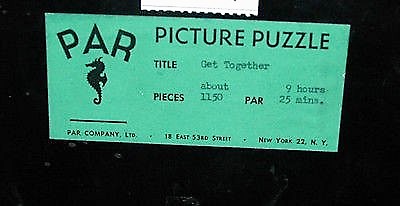 PAR PICTURE PUZZLE
TITLE Get Together
about 9 hours
PIECES 1150 PAR 25 mins.
PAR COMPANY, LTD. · 18 EAST 53RD STREET · NEW YORK 22, N. Y.